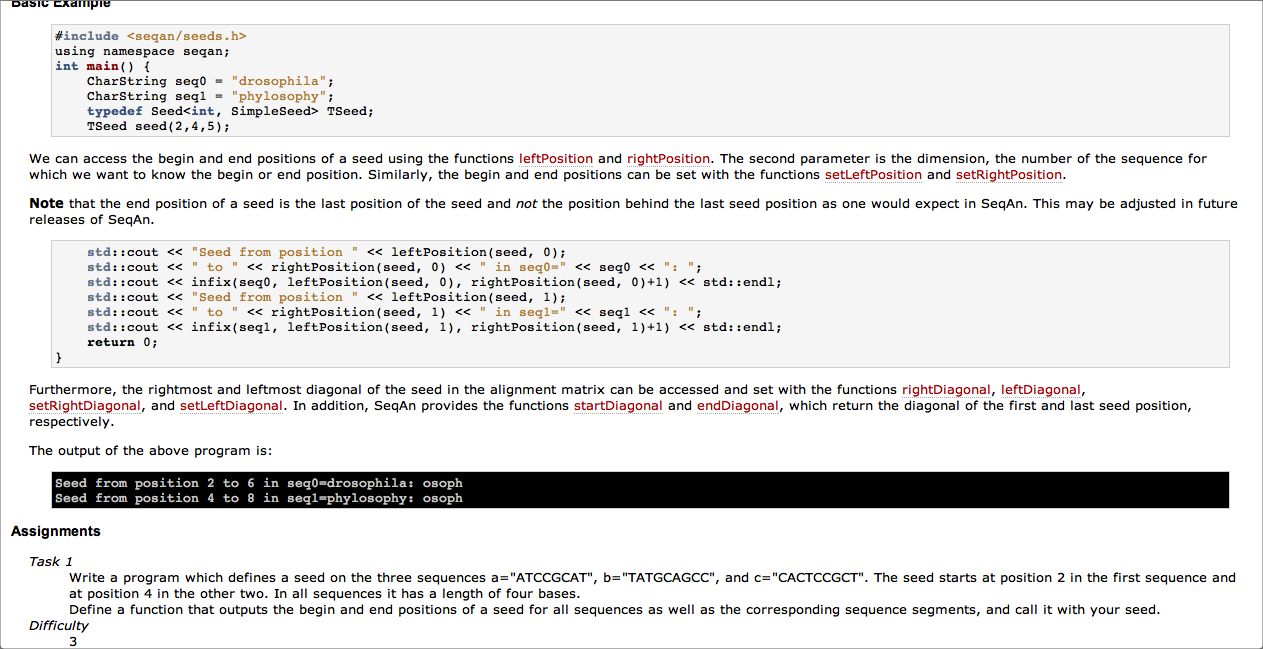 Basic Example
#include <seqan/seeds.h>
using namespace seqan;
int main() {
    CharString seq0 = "drosophila";
    CharString seq1 = "phylosophy";
    typedef Seed<int, SimpleSeed> TSeed;
    TSeed seed(2,4,5);
We can access the begin and end positions of a seed using the functions leftPosition and rightPosition. The second parameter is the dimension, the number of the sequence for
which we want to know the begin or end position. Similarly, the begin and end positions can be set with the functions setLeftPosition and setRightPosition.
Note that the end position of a seed is the last position of the seed and not the position behind the last seed position as one would expect in SeqAn. This may be adjusted in future
releases of SeqAn.
    std::cout << "Seed from position " << leftPosition(seed, 0);
    std::cout << " to " << rightPosition(seed, 0) << " in seq0=" << seq0 << ": ";
    std::cout << infix(seq0, leftPosition(seed, 0), rightPosition(seed, 0)+1) << std::endl;
    std::cout << "Seed from position " << leftPosition(seed, 1);
    std::cout << " to " << rightPosition(seed, 1) << " in seq1=" << seq1 << ": ";
    std::cout << infix(seq1, leftPosition(seed, 1), rightPosition(seed, 1)+1) << std::endl;
    return 0;
}
Furthermore, the rightmost and leftmost diagonal of the seed in the alignment matrix can be accessed and set with the functions rightDiagonal, leftDiagonal,
setRightDiagonal, and setLeftDiagonal. In addition, SeqAn provides the functions startDiagonal and endDiagonal, which return the diagonal of the first and last seed position,
respectively.
The output of the above program is:
Seed from position 2 to 6 in seq0=drosophila: osoph
Seed from position 4 to 8 in seq1=phylosophy: osoph
Assignments
Task 1
Write a program which defines a seed on the three sequences a="ATCCGCAT", b="TATGCAGCC", and c="CACTCCGCT". The seed starts at position 2 in the first sequence and
at position 4 in the other two. In all sequences it has a length of four bases.
Define a function that outputs the begin and end positions of a seed for all sequences as well as the corresponding sequence segments, and call it with your seed.
Difficulty
3